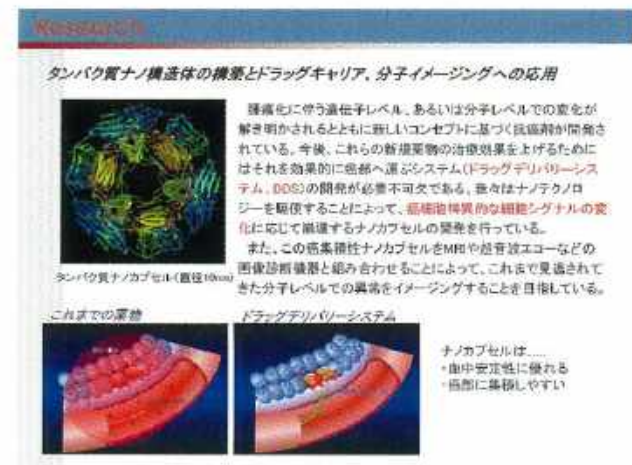 Research
タンパク質ナノ構造体の構築とドラッグキャリア、分子イメージングへの応用
腫瘍化に伴う遺伝子レベル、あるいは分子レベルでの変化が
解き明かされるとともに新しいコンセプトに基づく抗癌剤が開発さ
れている。今後、これらの新規薬物の治療効果を上げるために
はそれを効果的に癌部へ運ぶシステム(ドラッグデリバリーシス
テム、DDS)の開発が必要不可欠である。我々はナノテクノロ
ジーを駆使することによって、癌細胞特異的な細胞シグナルの変
化に応じて崩壊するナノカプセルの開発を行っている。
また、この癌集積性ナノカプセルをMRIや超音波エコーなどの
画像診断機器と組み合わせることによって、これまで見逃されて
きた分子レベルでの異常をイメージングすることを目指している。
タンパク質ナノカプセル(直径10nm)
これまでの薬物
ドラッグデリバリーシステム
ナノカプセルは.....
・血中安定性に優れる
・癌部に集積しやすい